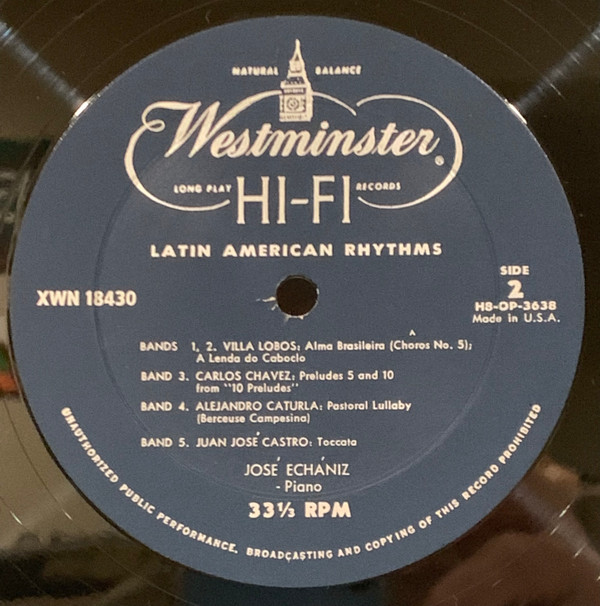 NATURAL BALANCE
Westminster®
LONG PLAY HI-FI RECORDS
LATIN AMERICAN RHYTHMS
XWN 18430
SIDE
2
H8-OP-3638
Made in U.S.A.
BANDS 1, 2. VILLA LOBOS: Alma Brasileira (Chôros No. 5);
A Lenda do Caboclo
BAND 3. CARLOS CHAVEZ: Preludes 5 and 10
from "10 Preludes"
BAND 4. ALEJANDRO CATURLA: Pastoral Lullaby
(Berceuse Campesina)
BAND 5. JUAN JOSÉ CASTRO: Toccata
JOSÉ ECHÁNIZ
- Piano
33⅓ RPM
UNAUTHORIZED PUBLIC PERFORMANCE, BROADCASTING AND COPYING OF THIS RECORD PROHIBITED